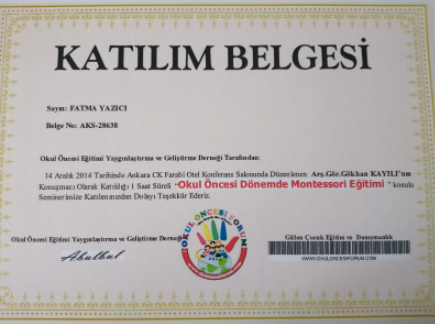 KATILIM BELGESİ
Sayın: FATMA YAZICI
Belge No: AKS-28638
Okul Öncesi Eğitimi Yaygınlaştırma ve Geliştirme Derneği Tarafından;
14 Aralık 2014 Tarihinde Ankara CK Farabi Otel Konferans Salonunda Düzenlenen Arş.Gör.Gökhan KAYILI'nın
Konuşmacı Olarak Katıldığı 1 Saat Süreli "Okul Öncesi Dönemde Montessori Eğitimi" konulu
Seminerimize Katılımınızdan Dolayı Teşekkür Ederiz.
Okul Öncesi Eğitimi Yaygınlaştırma ve Geliştirme Derneği
OKUL ÖNCESİ FORUM
Gülen Çocuk Eğitim ve Danışmanlık
WWW.OKULONCESIFORUM.COM